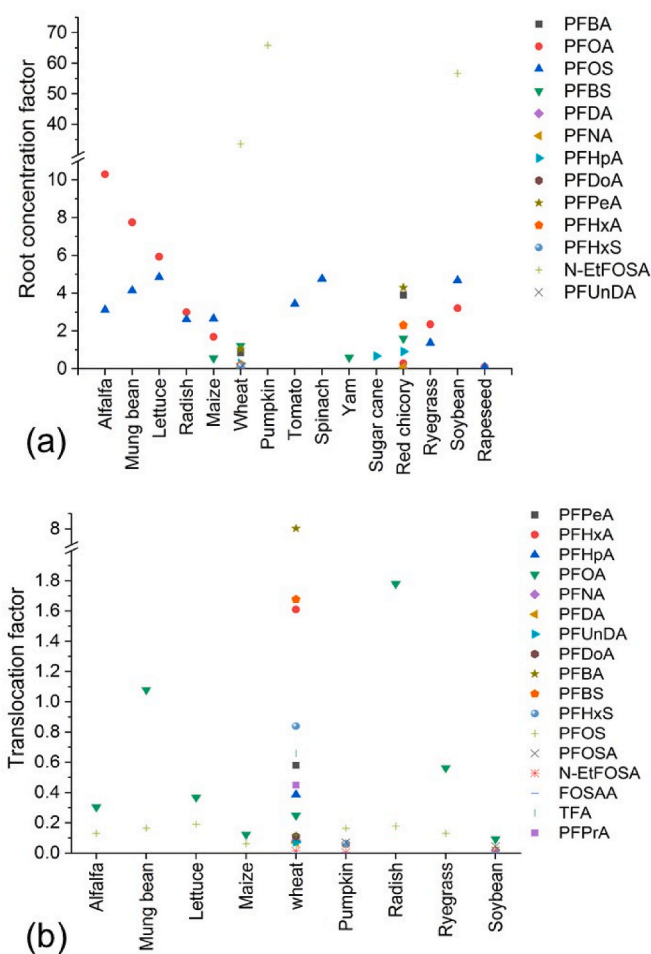 70
60
50
40
10
8
6
4
2
0
Root concentration factor
Alfalfa
Mung bean
Lettuce
Radish
Maize
Wheat
Pumpkin
Tomato
Spinach
Yam
Sugar cane
Red chicory
Ryegrass
Soybean
Rapeseed
(a)
PFBA
PFOA
PFOS
PFBS
PFDA
PFNA
PFHpA
PFDoA
PFPeA
PFHxA
PFHxS
N-EtFOSA
PFUnDA
8
1.8
1.6
1.4
1.2
1.0
0.8
0.6
0.4
0.2
0.0
Translocation factor
Alfalfa
Mung bean
Lettuce
Maize
wheat
Pumpkin
Radish
Ryegrass
Soybean
(b)
PFPeA
PFHxA
PFHpA
PFOA
PFNA
PFDA
PFUnDA
PFDoA
PFBA
PFBS
PFHxS
PFOS
PFOSA
N-EtFOSA
FOSAA
TFA
PFPrA